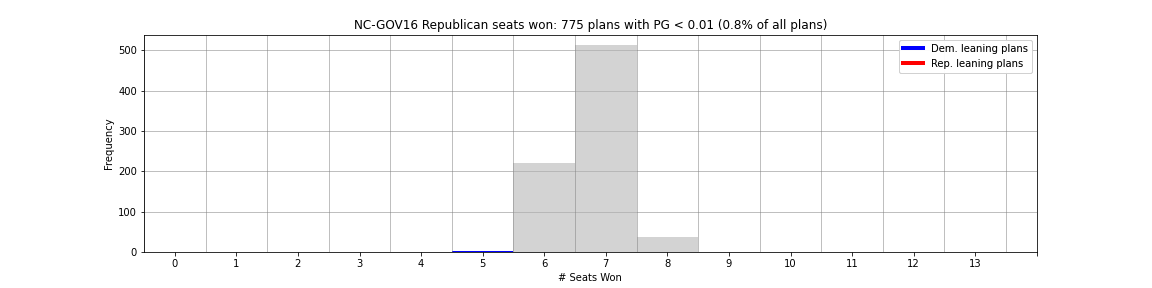 NC-GOV16 Republican seats won: 775 plans with PG < 0.01 (0.8% of all plans)
Dem. leaning plans
Rep. leaning plans
Frequency
500
400
300
200
100
0
0 1 2 3 4 5 6 7 8 9 10 11 12 13
# Seats Won